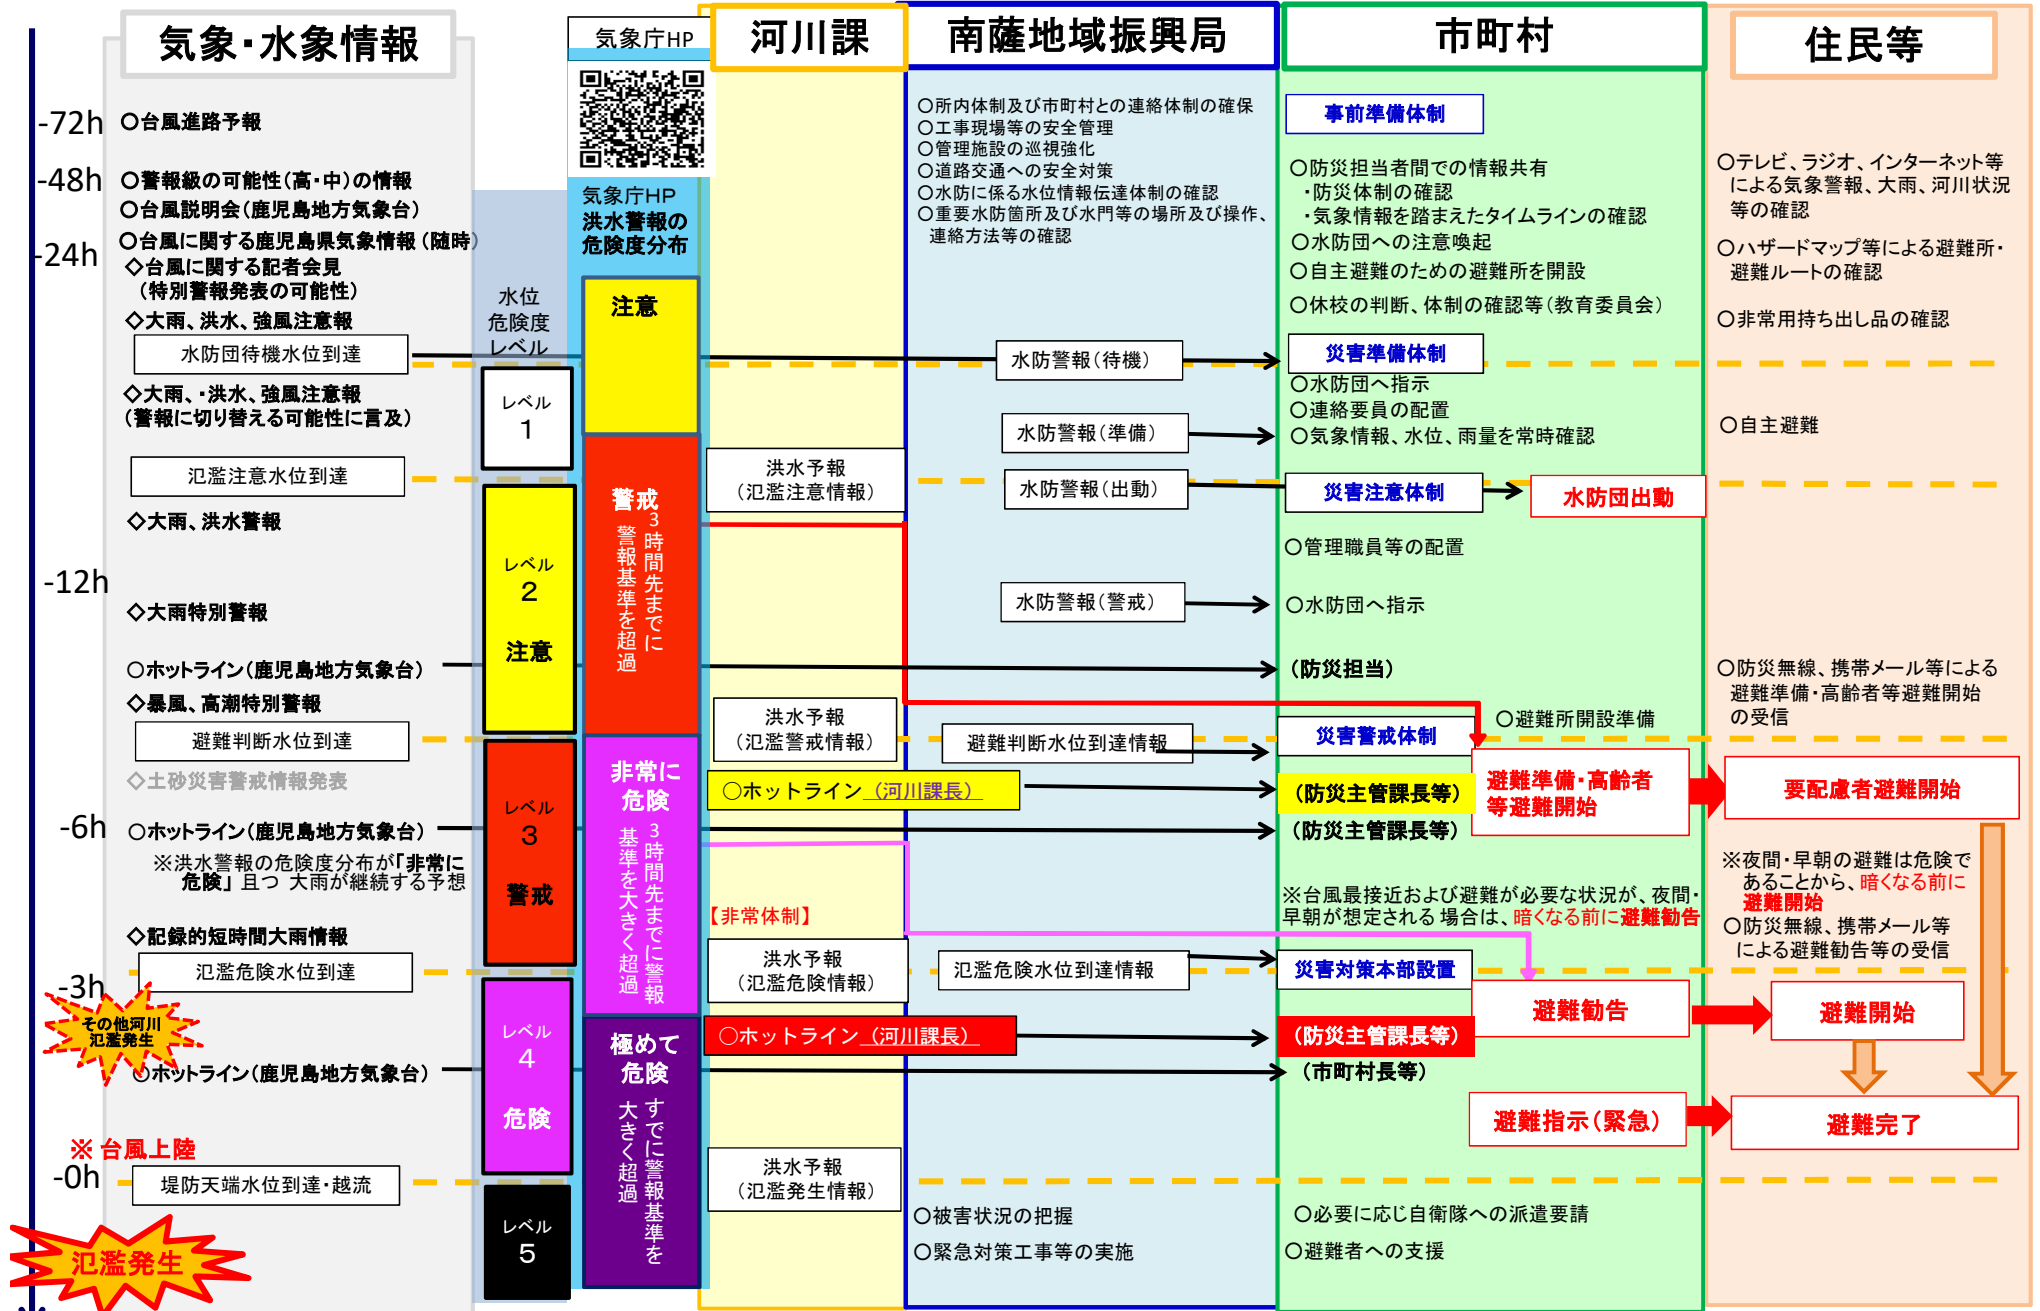 気象・水象情報
-72h
○台風進路予報
-48h
○警報級の可能性(高・中)の情報
○台風説明会(鹿児島地方気象台)
○台風に関する鹿児島県気象情報(随時)
-24h
◇台風に関する記者会見
(特別警報発表の可能性)
◇大雨、洪水、強風注意報
水防団待機水位到達
◇大雨、・洪水、強風注意報
(警報に切り替える可能性に言及)
氾濫注意水位到達
◇大雨、洪水警報
-12h
◇大雨特別警報
○ホットライン(鹿児島地方気象台)
◇暴風、高潮特別警報
避難判断水位到達
◇土砂災害警戒情報発表
-6h
○ホットライン(鹿児島地方気象台)
※洪水警報の危険度分布が「非常に
危険」 且つ 大雨が継続する予想
◇記録的短時間大雨情報
氾濫危険水位到達
-3h
その他河川
氾濫発生
○ホットライン(鹿児島地方気象台)
※ 台風上陸
-0h
堤防天端水位到達・越流
氾濫発生
水位
危険度
レベル
レベル
1
レベル
2
注意
レベル
3
警戒
レベル
4
危険
レベル
5
気象庁HP
気象庁HP
洪水警報の
危険度分布
注意
警戒
3時間先までに
警報基準を超過
非常に
危険
3時間先までに警報
基準を大きく超過
極めて
危険
すでに警報基準を
大きく超過
河川課
洪水予報
(氾濫注意情報)
洪水予報
(氾濫警戒情報)
○ホットライン (河川課長)
【非常体制】
洪水予報
(氾濫危険情報)
○ホットライン (河川課長)
洪水予報
(氾濫発生情報)
南薩地域振興局
○所内体制及び市町村との連絡体制の確保
○工事現場等の安全管理
○管理施設の巡視強化
○道路交通への安全対策
○水防に係る水位情報伝達体制の確認
○重要水防箇所及び水門等の場所及び操作、
連絡方法等の確認
水防警報(待機)
水防警報(準備)
水防警報(出動)
水防警報(警戒)
避難判断水位到達情報
氾濫危険水位到達情報
○被害状況の把握
○緊急対策工事等の実施
市町村
事前準備体制
○防災担当者間での情報共有
・防災体制の確認
・気象情報を踏まえたタイムラインの確認
○水防団への注意喚起
○自主避難のための避難所を開設
○休校の判断、体制の確認等(教育委員会)
災害準備体制
○水防団へ指示
○連絡要員の配置
○気象情報、水位、雨量を常時確認
災害注意体制
水防団出動
○管理職員等の配置
○水防団へ指示
(防災担当)
○避難所開設準備
災害警戒体制
避難準備・高齢者
等避難開始
(防災主管課長等)
(防災主管課長等)
※台風最接近および避難が必要な状況が、夜間・
早朝が想定される 場合は、暗くなる前に避難勧告
災害対策本部設置
避難勧告
(防災主管課長等)
(市町村長等)
避難指示(緊急)
○必要に応じ自衛隊への派遣要請
○避難者への支援
住民等
○テレビ、ラジオ、インターネット等
による気象警報、大雨、河川状況
等の確認
○ハザードマップ等による避難所・
避難ルートの確認
○非常用持ち出し品の確認
○自主避難
○防災無線、携帯メール等による
避難準備・高齢者等避難開始
の受信
要配慮者避難開始
※夜間・早朝の避難は危険で
あることから、暗くなる前に
避難開始
○防災無線、携帯メール等
による避難勧告等の受信
避難開始
避難完了